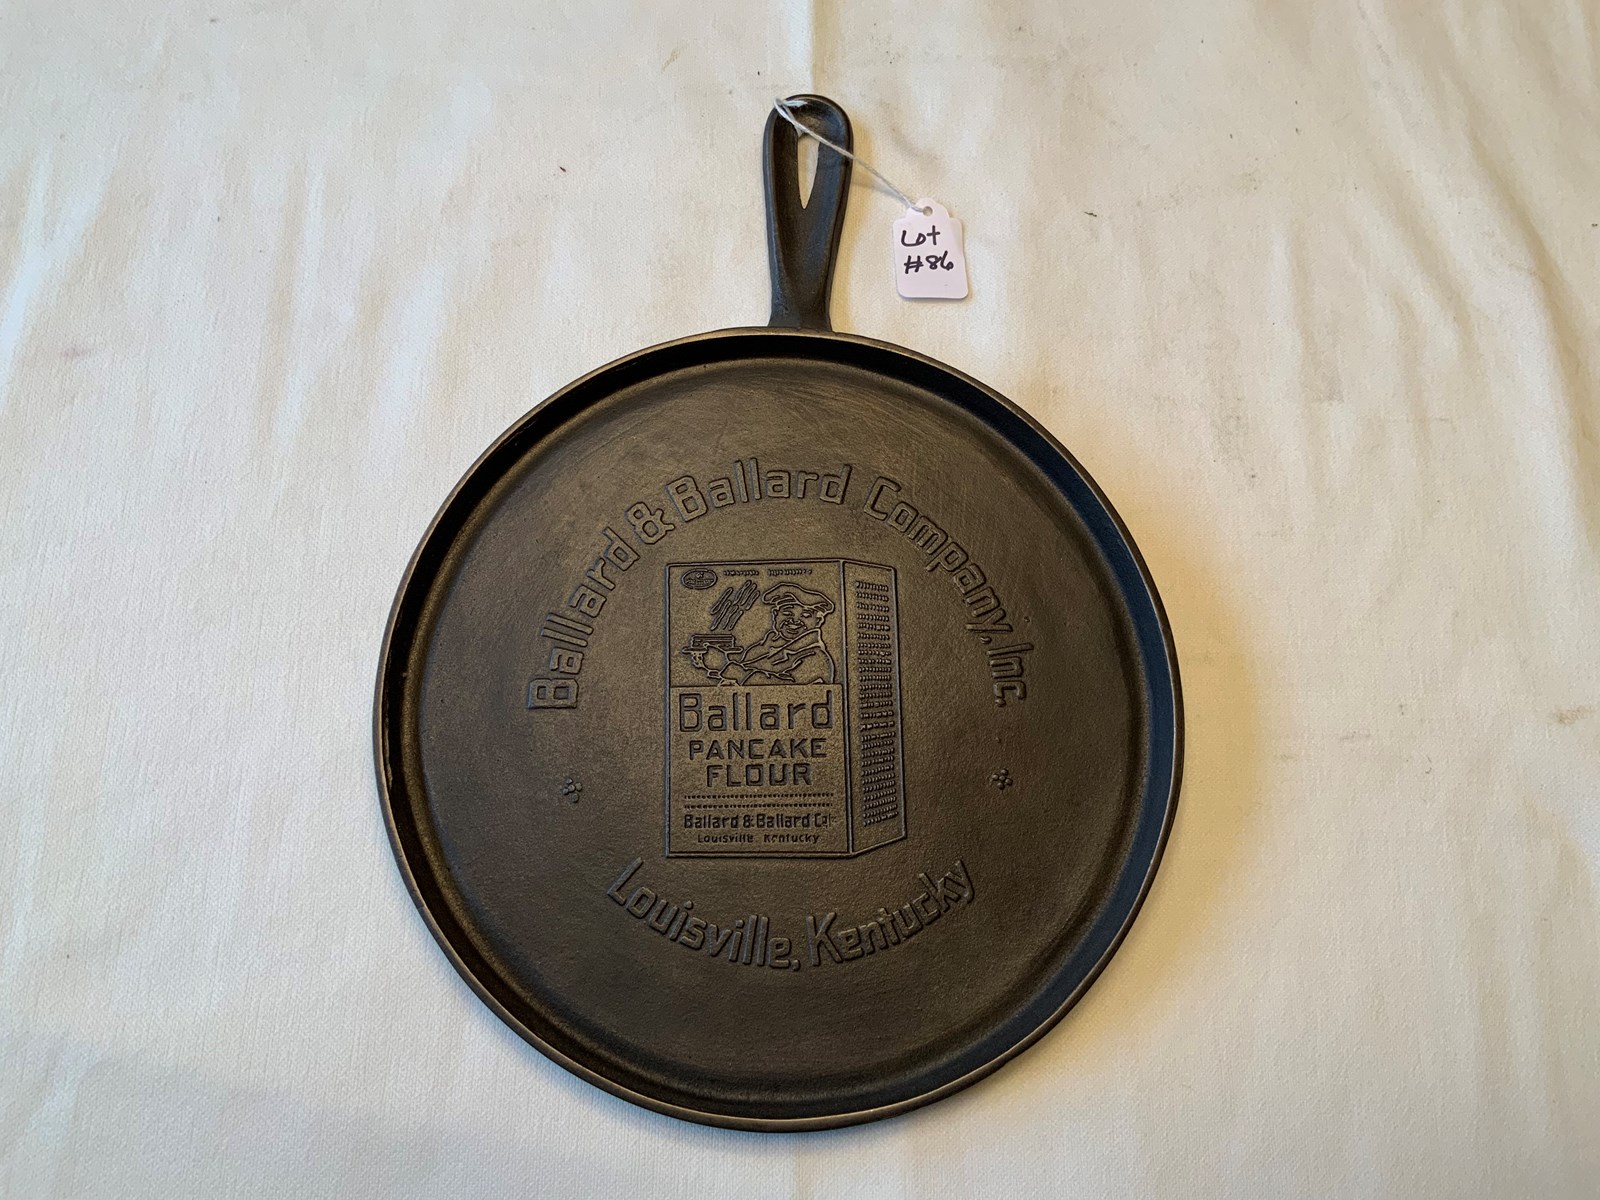 Lot
#86
Ballard & Ballard Company, Inc.
Ballard
PANCAKE
FLOUR
Ballard & Ballard Co.
Louisville Kentucky
Louisville, Kentucky